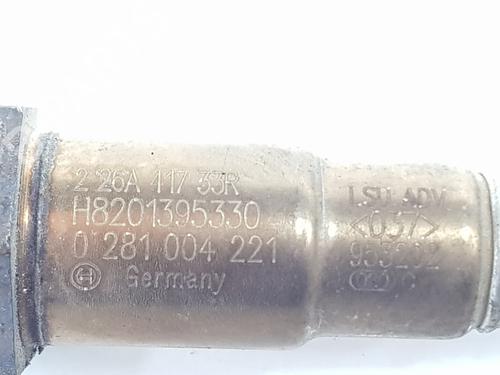 2 26A 117 33R
H8201395330
0 281 004 221
Germany
LSU ADV
<057>
953202